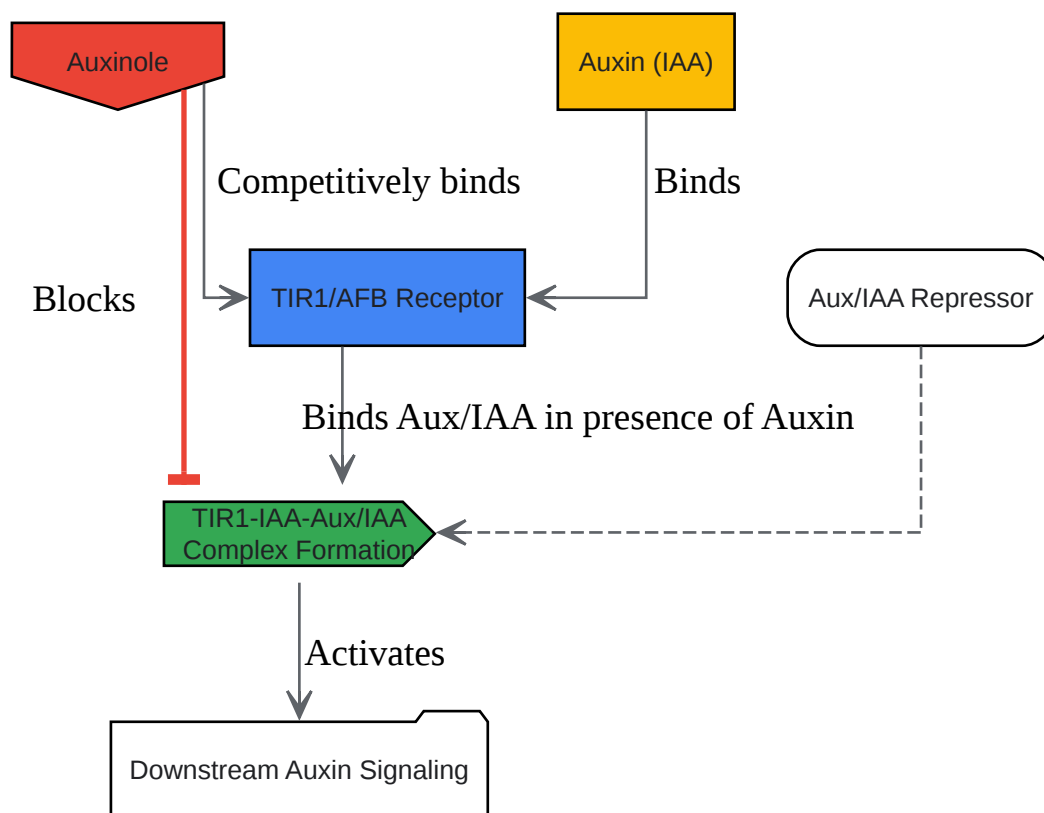 Auxinole
Auxin (IAA)
Competitively binds
Binds
Blocks
TIR1/AFB Receptor
Aux/IAA Repressor
Binds Aux/IAA in presence of Auxin
TIR1-IAA-Aux/IAA
Complex Formation
Activates
Downstream Auxin Signaling